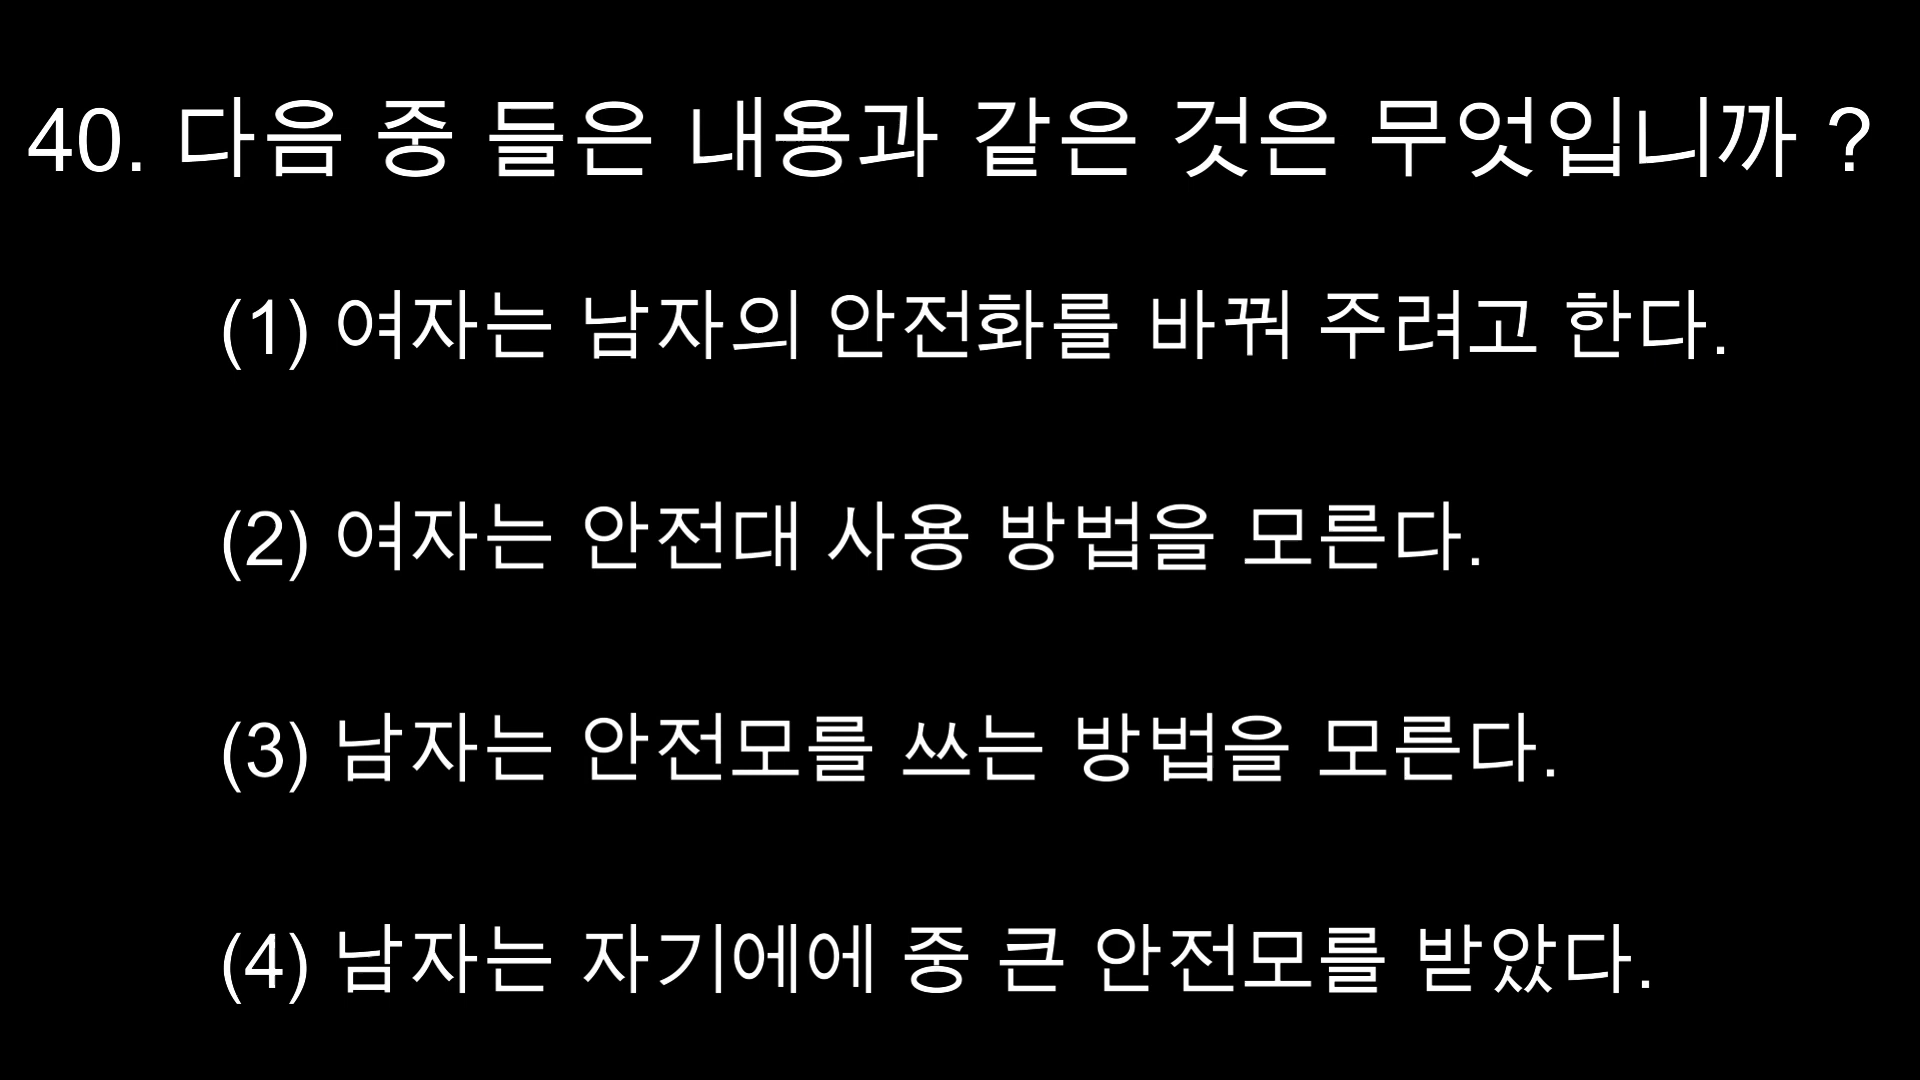 40. 다음 중 들은 내용과 같은 것은 무엇입니까 ?
(1) 여자는 남자의 안전화를 바꿔 주려고 한다.
(2) 여자는 안전대 사용 방법을 모른다.
(3) 남자는 안전모를 쓰는 방법을 모른다.
(4) 남자는 자기에에 중 큰 안전모를 받았다.